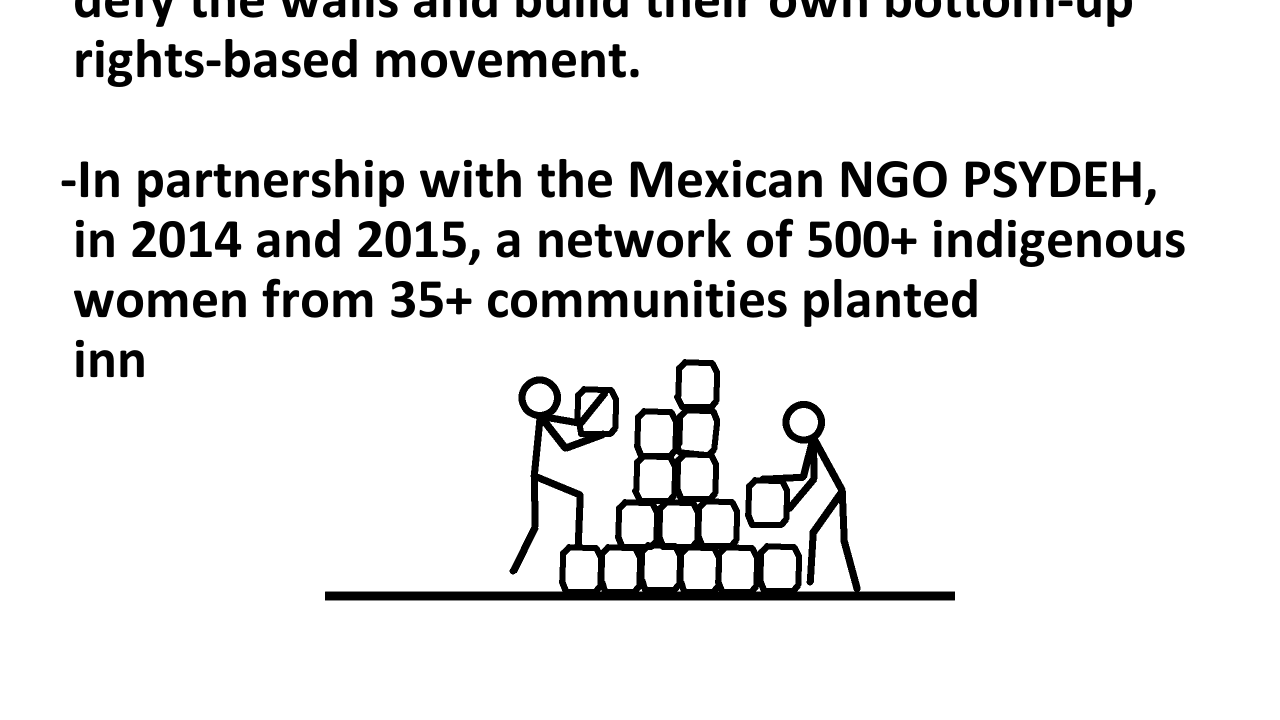 defy the walls and build their own bottom-up
rights-based movement.
-In partnership with the Mexican NGO PSYDEH,
in 2014 and 2015, a network of 500+ indigenous
women from 35+ communities planted
inn